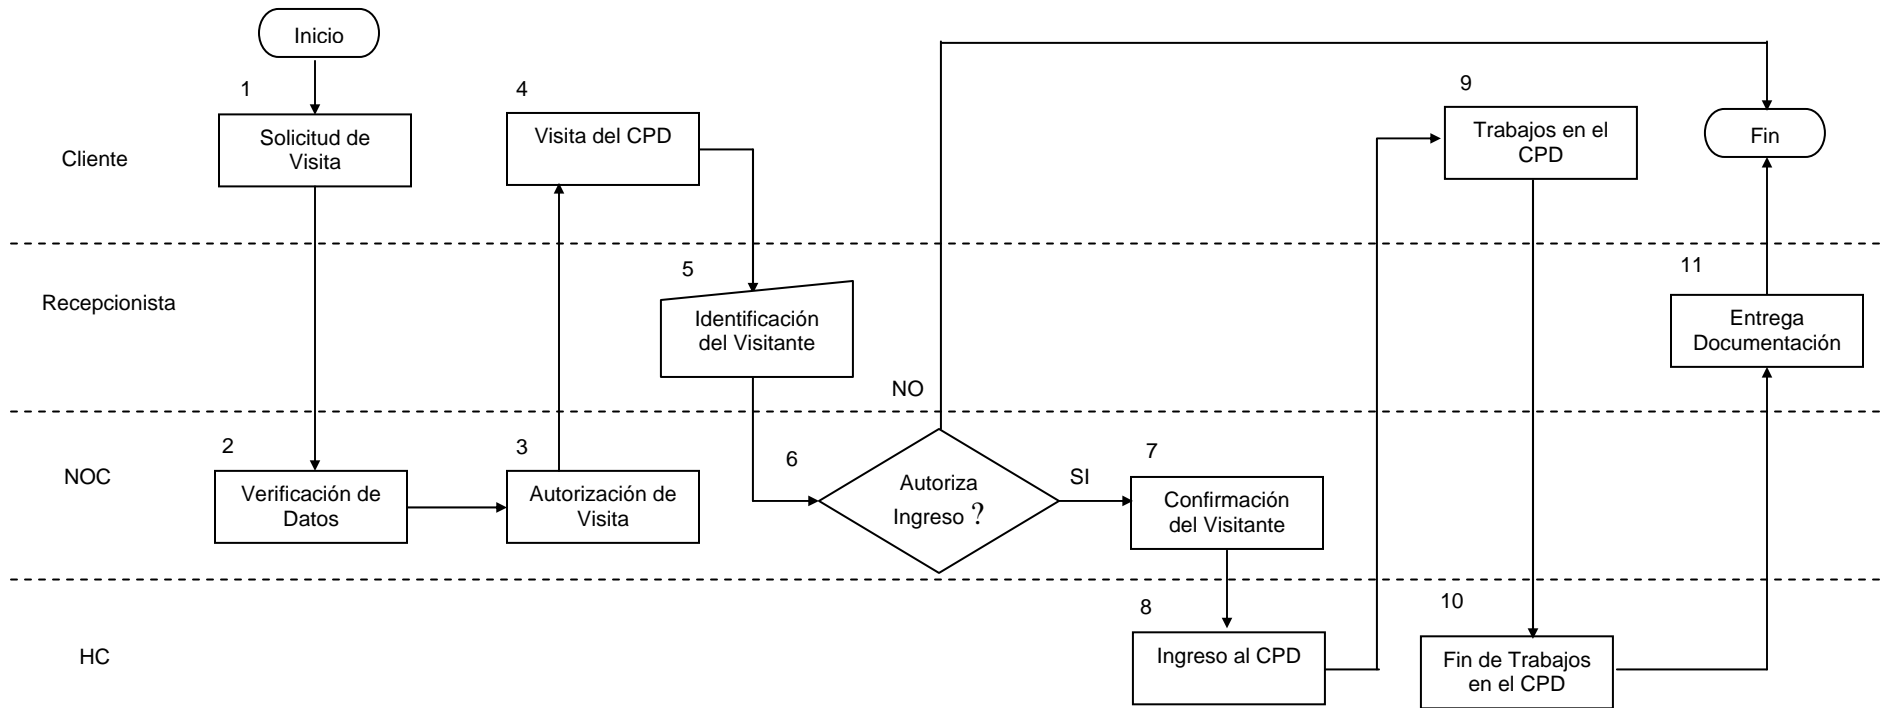 Inicio
1
Solicitud de
Visita
4
Visita del CPD
9
Trabajos en el
CPD
Fin
Cliente
Recepcionista
5
Identificación
del Visitante
11
Entrega
Documentación
NO
NOC
2
Verificación de
Datos
3
Autorización de
Visita
6
Autoriza
Ingreso ?
SI
7
Confirmación
del Visitante
HC
8
Ingreso al CPD
10
Fin de Trabajos
en el CPD